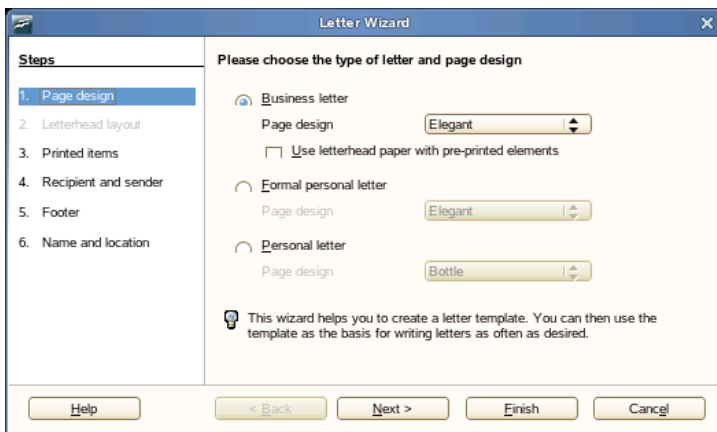 Letter Wizard
Steps
1. Page design
2. Letterhead layout
3. Printed items
4. Recipient and sender
5. Footer
6. Name and location
Please choose the type of letter and page design
Business letter
Page design Elegant
Use letterhead paper with pre-printed elements
Formal personal letter
Page design Elegant
Personal letter
Page design Bottle
This wizard helps you to create a letter template. You can then use the
template as the basis for writing letters as often as desired.
Help < Back Next > Finish Cancel